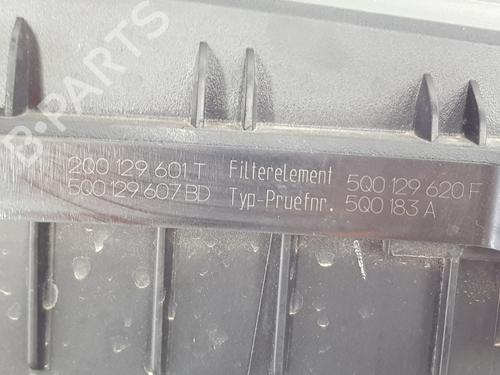 B-PARTS
2Q0 129 601 T Filterelement 5Q0 129 620 F
5Q0 129 607 BD Typ-Pruefnr. 5Q0 183 A